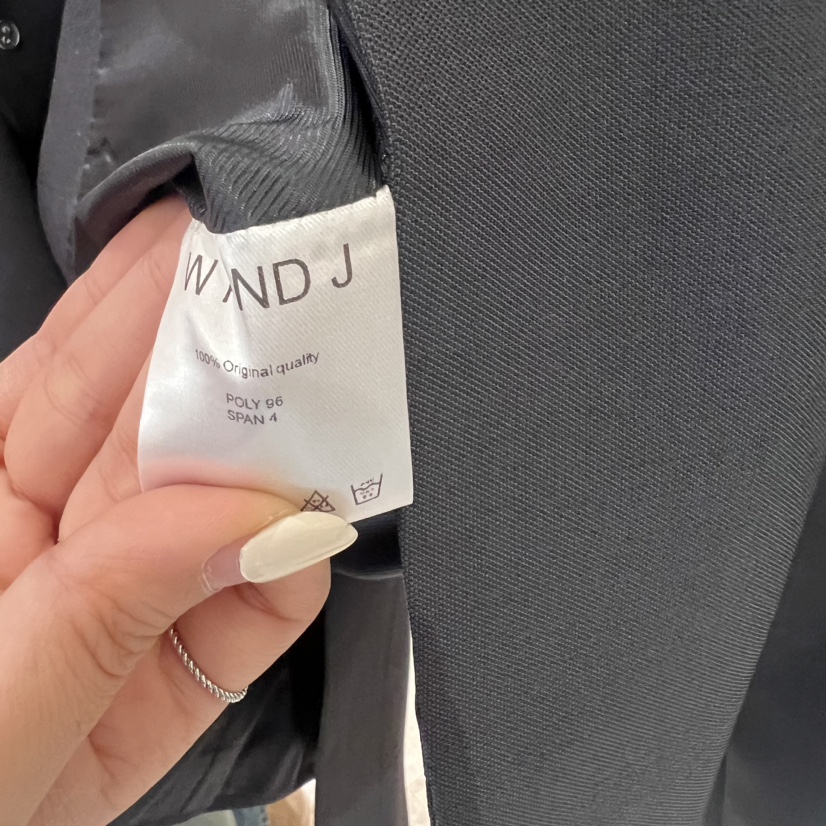 W AND J
100% Original quality
POLY 96
SPAN 4